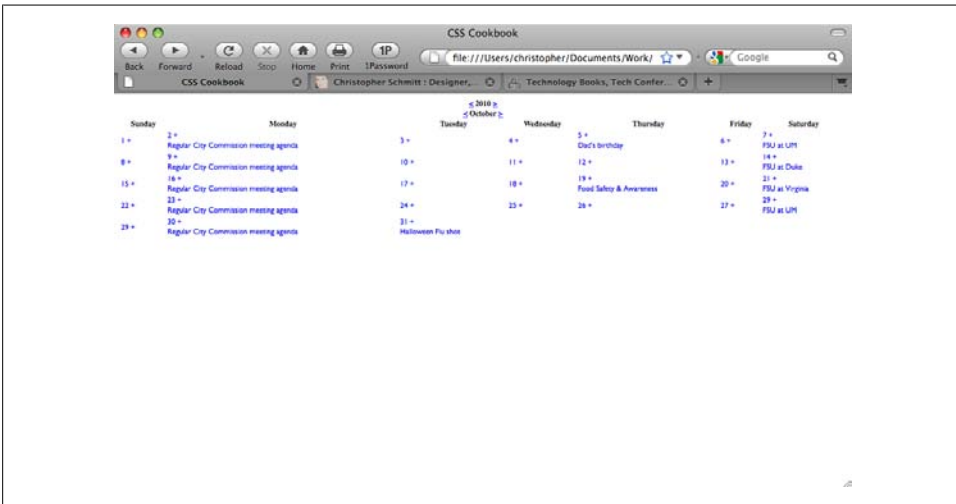 CSS Cookbook
Back Forward Reload Stop Home Print 1Password
1P
file:///Users/christopher/Documents/Work/
Google
CSS Cookbook
Christopher Schmitt : Designer,...
Technology Books, Tech Confer...
+
≤ 2010 ≥
≤ October ≥
Sunday Monday Tuesday Wednesday Thursday Friday Saturday
1 + 2 + 3 + 4 + 5 + 6 + 7 +
Regular City Commission meeting agenda Dad's birthday FSU at UM
8 + 9 + 10 + 11 + 12 + 13 + 14 +
Regular City Commission meeting agenda FSU at Duke
15 + 16 + 17 + 18 + 19 + 20 + 21 +
Regular City Commission meeting agenda Food Safety & Awareness FSU at Virginia
22 + 23 + 24 + 25 + 26 + 27 + 29 +
Regular City Commission meeting agenda FSU at UM
29 + 30 + 31 +
Regular City Commission meeting agenda Halloween Flu shot